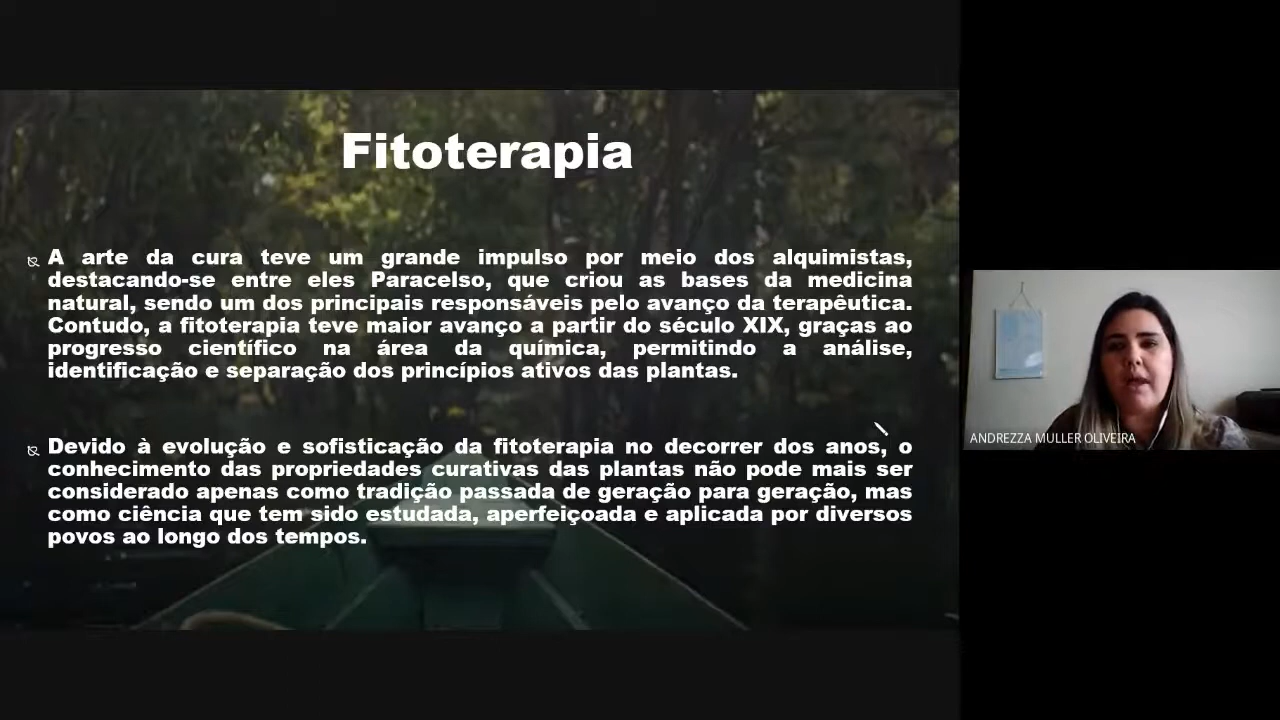 Fitoterapia
A arte da cura teve um grande impulso por meio dos alquimistas,
destacando-se entre eles Paracelso, que criou as bases da medicina
natural, sendo um dos principais responsáveis pelo avanço da terapêutica.
Contudo, a fitoterapia teve maior avanço a partir do século XIX, graças ao
progresso científico na área da química, permitindo a análise,
identificação e separação dos princípios ativos das plantas.
Devido à evolução e sofisticação da fitoterapia no decorrer dos anos, o
conhecimento das propriedades curativas das plantas não pode mais ser
considerado apenas como tradição passada de geração para geração, mas
como ciência que tem sido estudada, aperfeiçoada e aplicada por diversos
povos ao longo dos tempos.
ANDREZZA MULLER OLIVEIRA